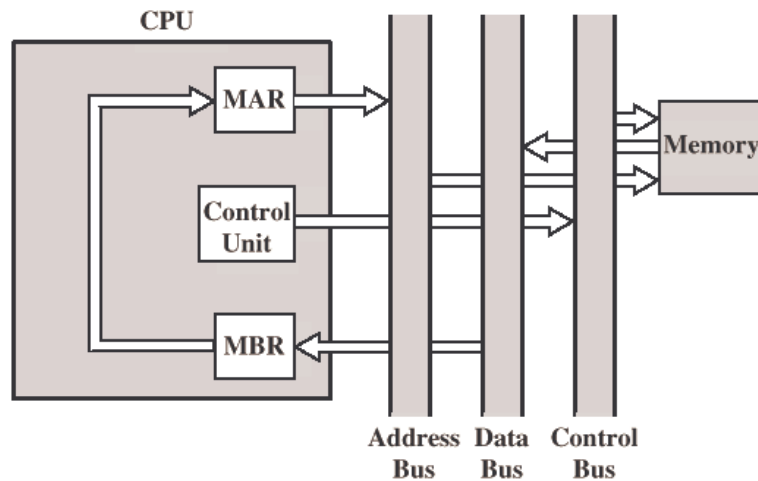 CPU
MAR
Memory
Control
Unit
MBR
Address Data Control
Bus Bus Bus